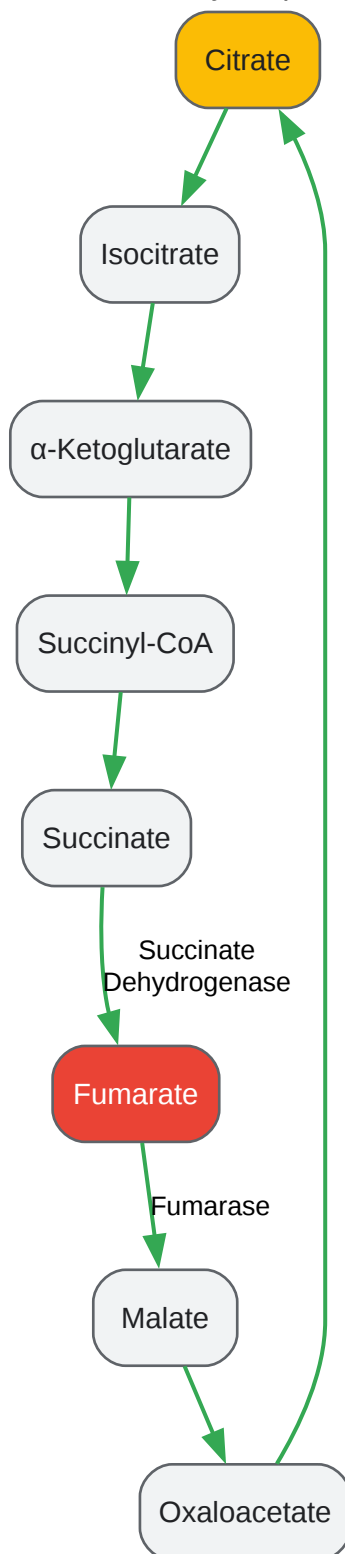 Citrate
Isocitrate
α-Ketoglutarate
Succinyl-CoA
Succinate
Succinate
Dehydrogenase
Fumarate
Fumarase
Malate
Oxaloacetate